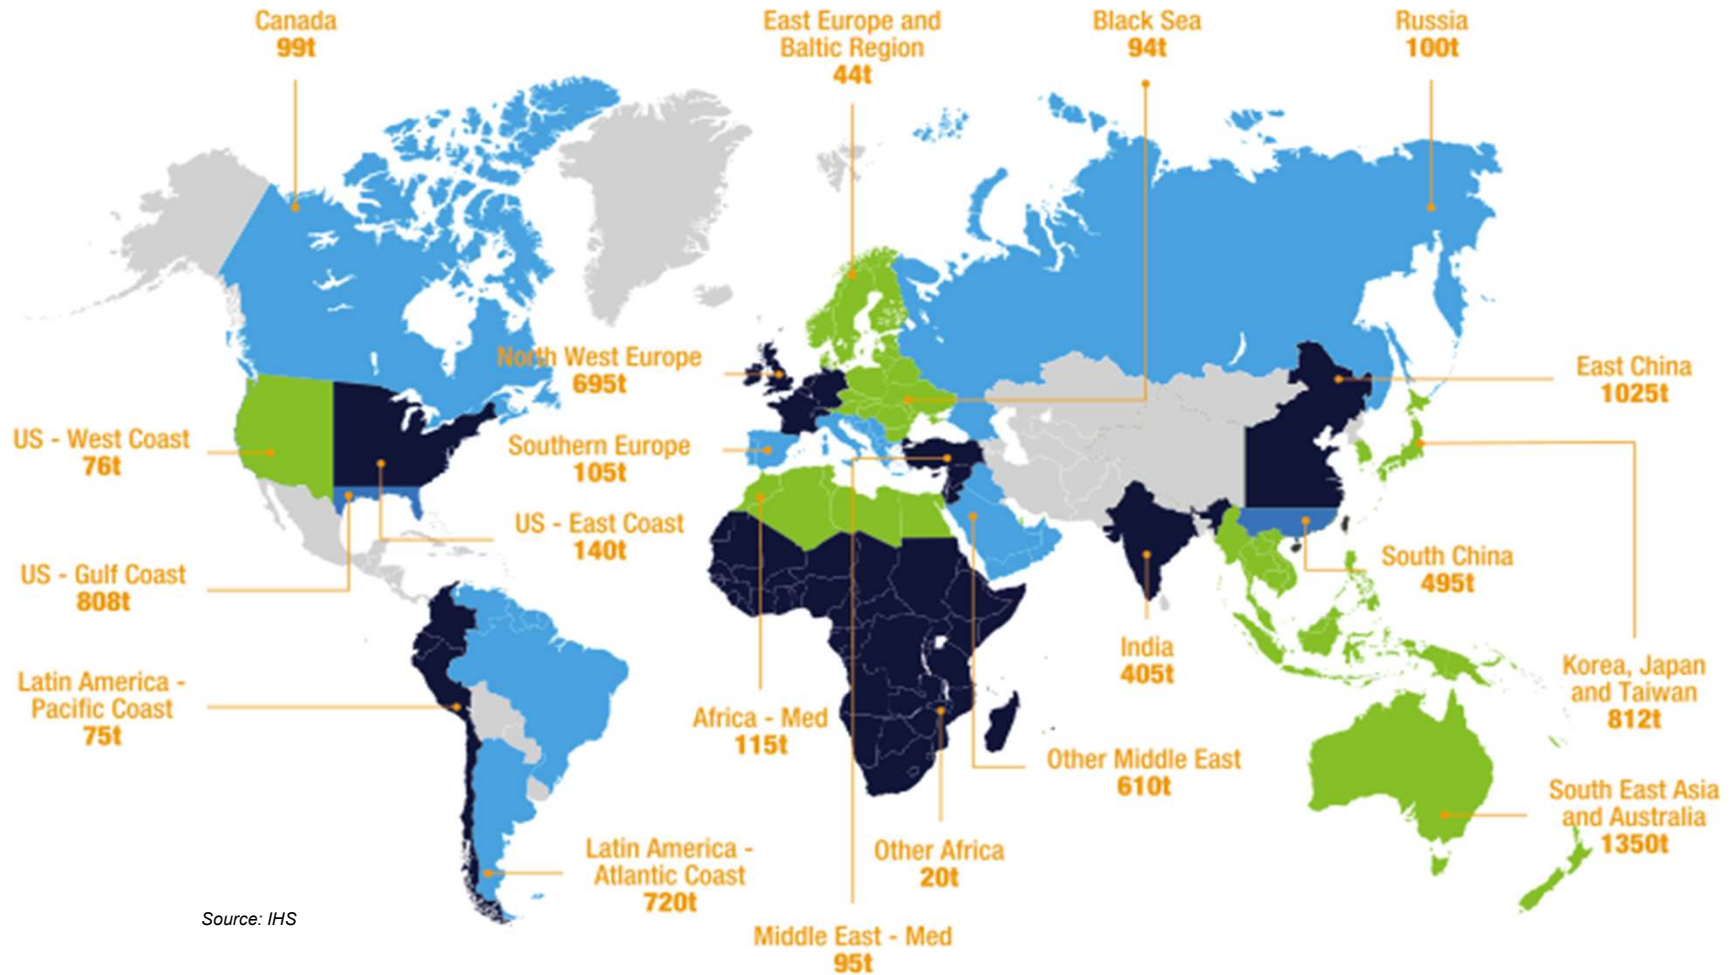 Canada
99t
East Europe and
Baltic Region
44t
Black Sea
94t
Russia
100t
North West Europe
695t
East China
1025t
US - West Coast
76t
Southern Europe
105t
US - East Coast
140t
South China
495t
US - Gulf Coast
808t
India
405t
Korea, Japan
and Taiwan
812t
Latin America -
Pacific Coast
75t
Africa - Med
115t
Other Middle East
610t
South East Asia
and Australia
1350t
Latin America -
Atlantic Coast
720t
Other Africa
20t
Source: IHS
Middle East - Med
95t